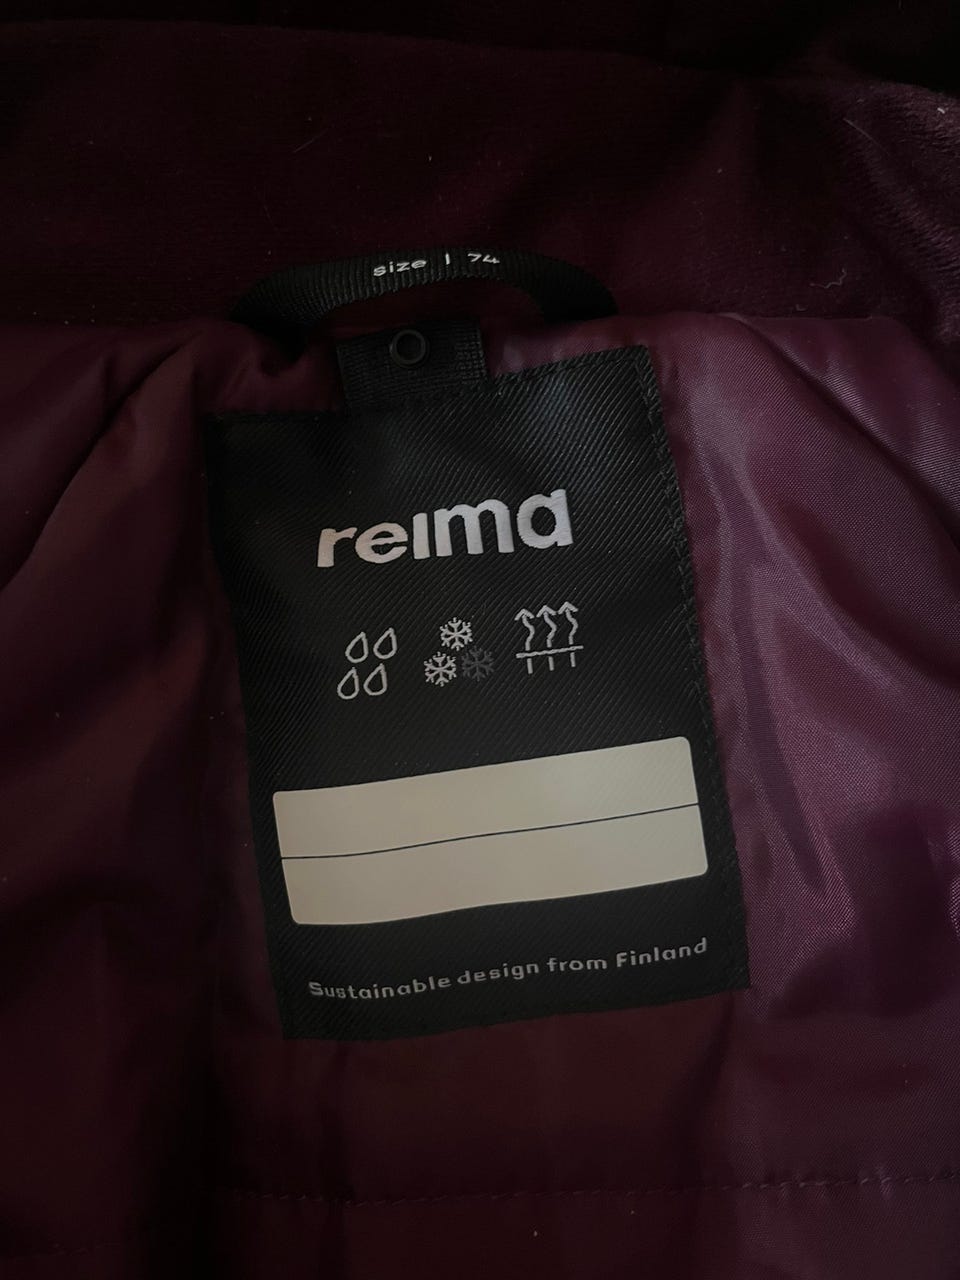 size | 74
reima
Sustainable design from Finland